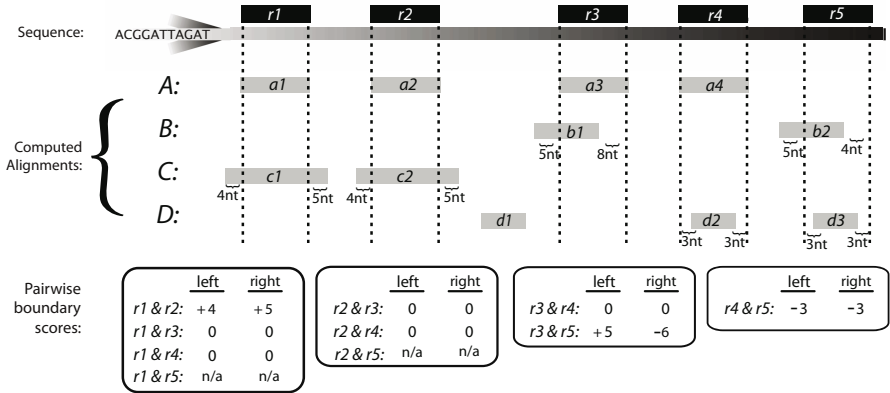 r1 r2 r3 r4 r5
Sequence: ACGGATTAGAT
A: a1 a2 a3 a4
B: b1 b2
5nt 8nt 5nt 4nt
Computed
Alignments:
C: c1 c2
4nt 5nt 4nt 5nt
D: d1 d2 d3
3nt 3nt 3nt 3nt
Pairwise
boundary
scores:
left right
r1 & r2: +4 +5
r1 & r3: 0 0
r1 & r4: 0 0
r1 & r5: n/a n/a
left right
r2 & r3: 0 0
r2 & r4: 0 0
r2 & r5: n/a n/a
left right
r3 & r4: 0 0
r3 & r5: +5 −6
left right
r4 & r5: −3 −3